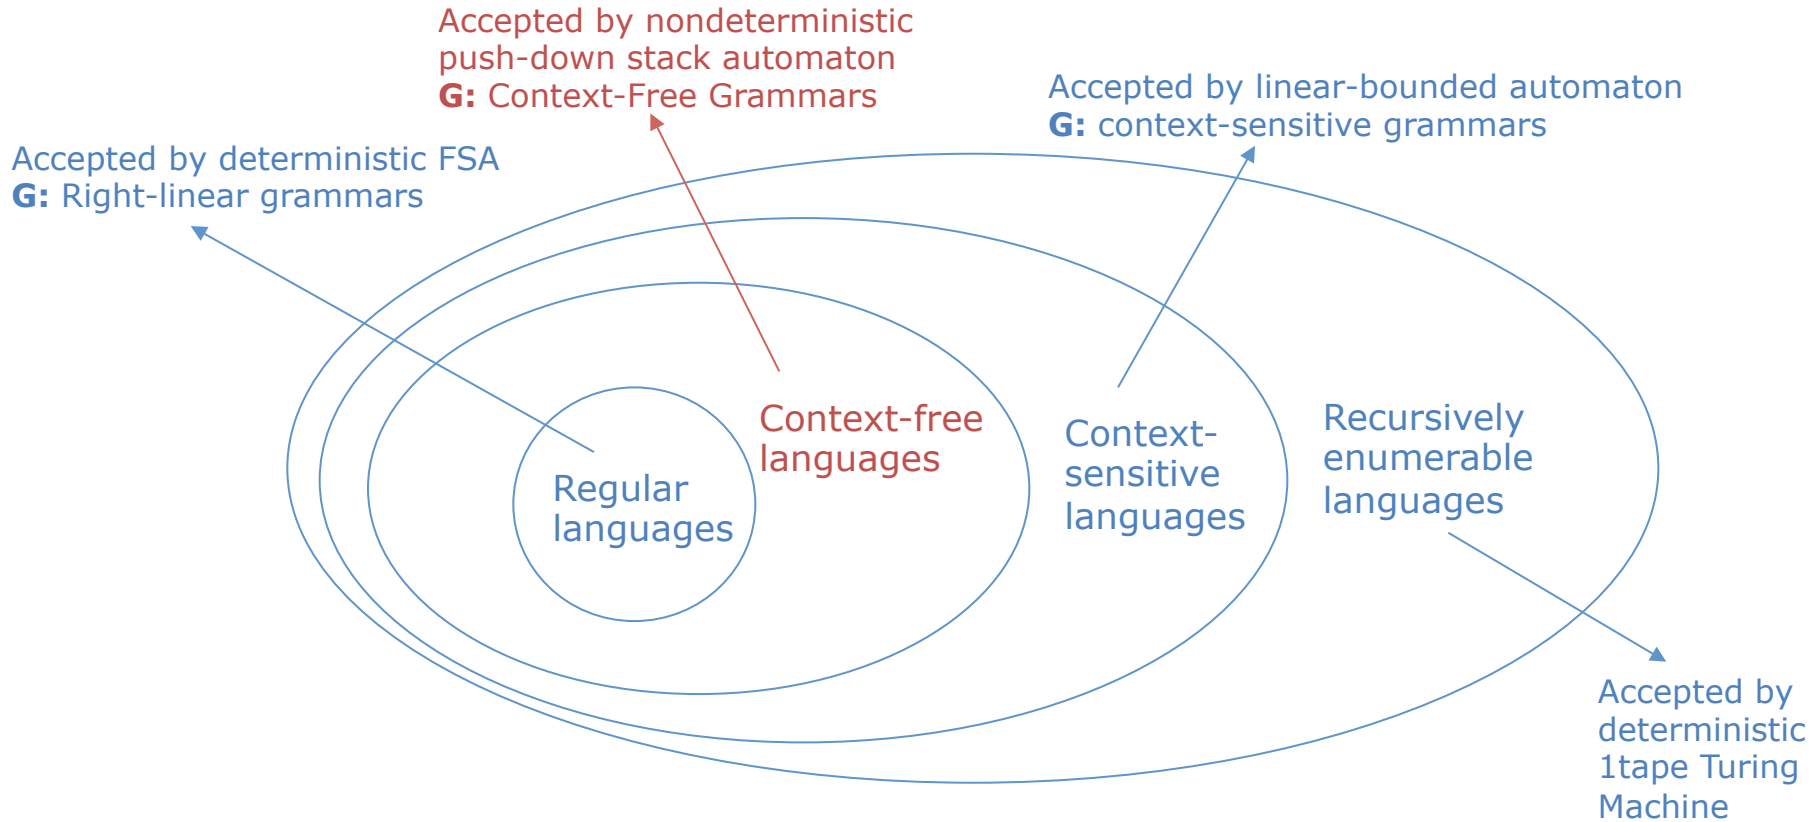 Accepted by nondeterministic
push-down stack automaton
G: Context-Free Grammars
Accepted by linear-bounded automaton
G: context-sensitive grammars
Accepted by deterministic FSA
G: Right-linear grammars
Regular
languages
Context-free
languages
Context-
sensitive
languages
Recursively
enumerable
languages
Accepted by
deterministic
1tape Turing
Machine